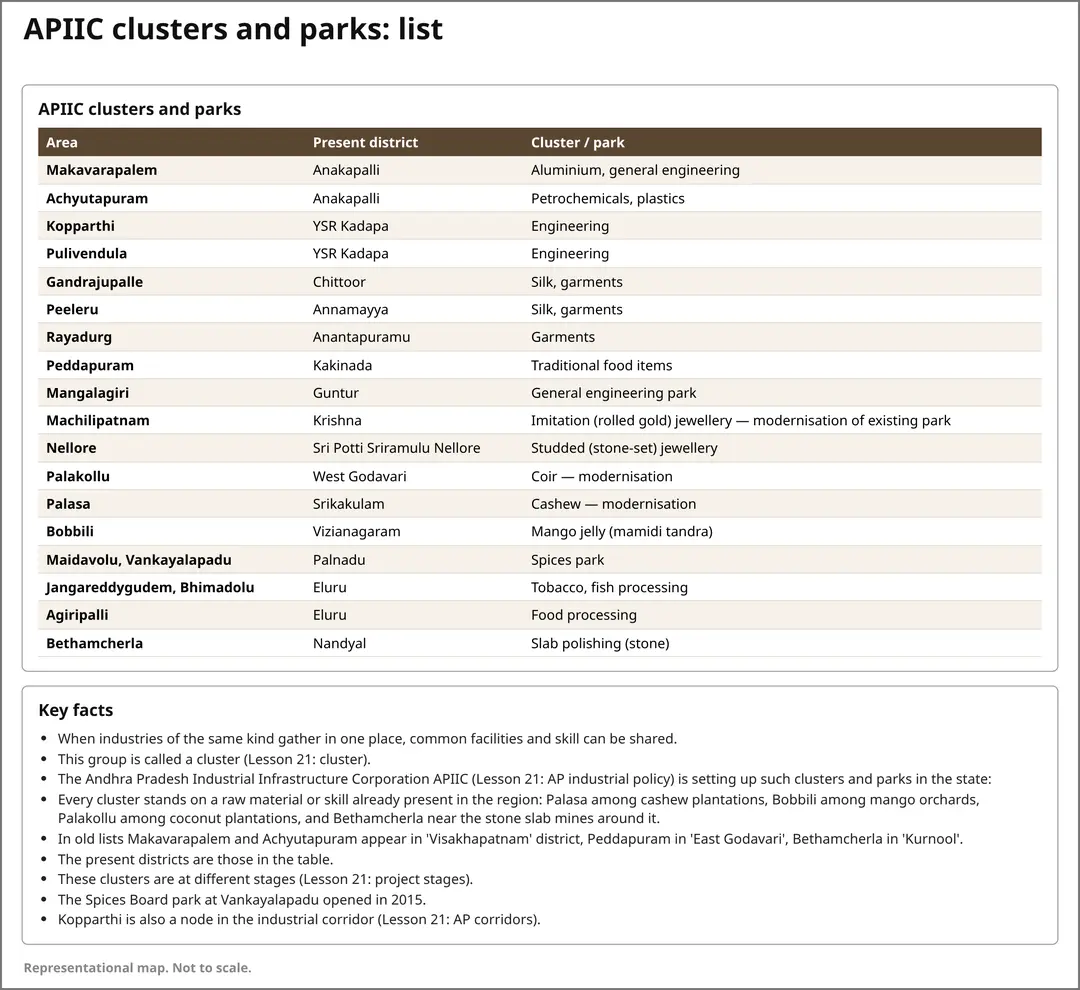 APIIC clusters and parks: list
APIIC clusters and parks
Area Present district Cluster / park
Makavarapalem Anakapalli Aluminium, general engineering
Achyutapuram Anakapalli Petrochemicals, plastics
Kopparthi YSR Kadapa Engineering
Pulivendula YSR Kadapa Engineering
Gandrajupalle Chittoor Silk, garments
Peeleru Annamayya Silk, garments
Rayadurg Anantapuramu Garments
Peddapuram Kakinada Traditional food items
Mangalagiri Guntur General engineering park
Machilipatnam Krishna Imitation (rolled gold) jewellery — modernisation of existing park
Nellore Sri Potti Sriramulu Nellore Studded (stone-set) jewellery
Palakollu West Godavari Coir — modernisation
Palasa Srikakulam Cashew — modernisation
Bobbili Vizianagaram Mango jelly (mamidi tandra)
Maidavolu, Vankayalapadu Palnadu Spices park
Jangareddygudem, Bhimadolu Eluru Tobacco, fish processing
Agiripalli Eluru Food processing
Bethamcherla Nandyal Slab polishing (stone)
Key facts
• When industries of the same kind gather in one place, common facilities and skill can be shared.
• This group is called a cluster (Lesson 21: cluster).
• The Andhra Pradesh Industrial Infrastructure Corporation APIIC (Lesson 21: AP industrial policy) is setting up such clusters and parks in the state:
• Every cluster stands on a raw material or skill already present in the region: Palasa among cashew plantations, Bobbili among mango orchards,
Palakollu among coconut plantations, and Bethamcherla near the stone slab mines around it.
• In old lists Makavarapalem and Achyutapuram appear in 'Visakhapatnam' district, Peddapuram in 'East Godavari', Bethamcherla in 'Kurnool'.
• The present districts are those in the table.
• These clusters are at different stages (Lesson 21: project stages).
• The Spices Board park at Vankayalapadu opened in 2015.
• Kopparthi is also a node in the industrial corridor (Lesson 21: AP corridors).
Representational map. Not to scale.